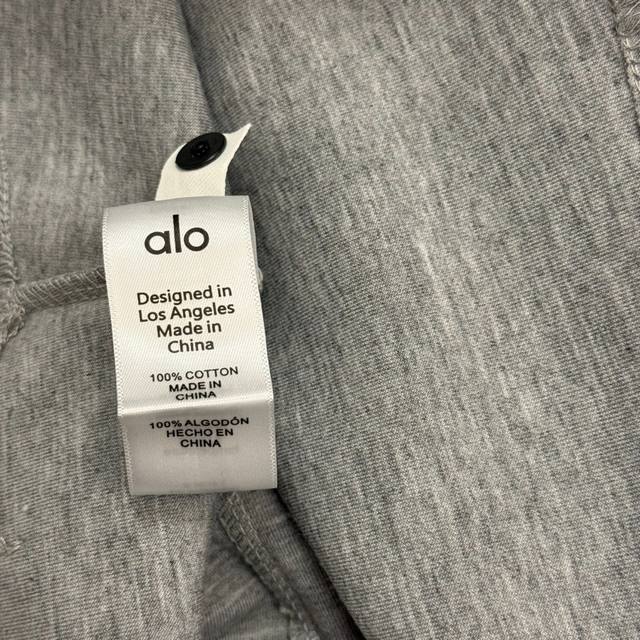 alo
Designed in
Los Angeles
Made in
China
100% COTTON
MADE IN
CHINA
100% ALGODÓN
HECHO EN
CHINA